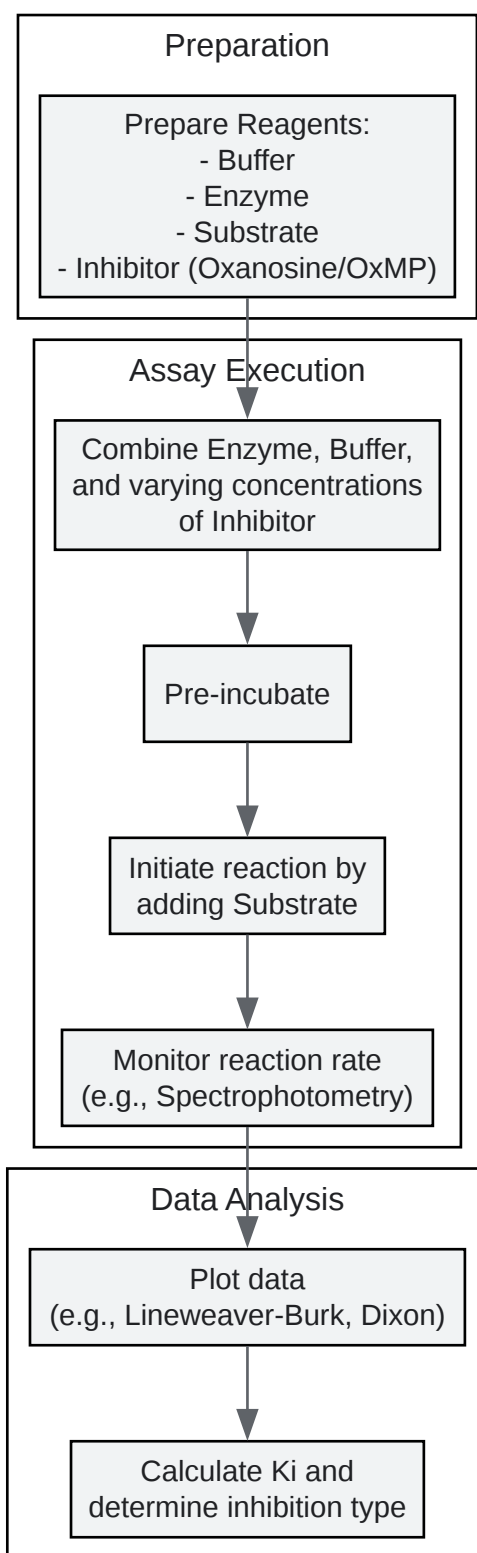 Preparation
Prepare Reagents:
- Buffer
- Enzyme
- Substrate
- Inhibitor (Oxanosine/OxMP)
Assay Execution
Combine Enzyme, Buffer,
and varying concentrations
of Inhibitor
Pre-incubate
Initiate reaction by
adding Substrate
Monitor reaction rate
(e.g., Spectrophotometry)
Data Analysis
Plot data
(e.g., Lineweaver-Burk, Dixon)
Calculate Ki and
determine inhibition type